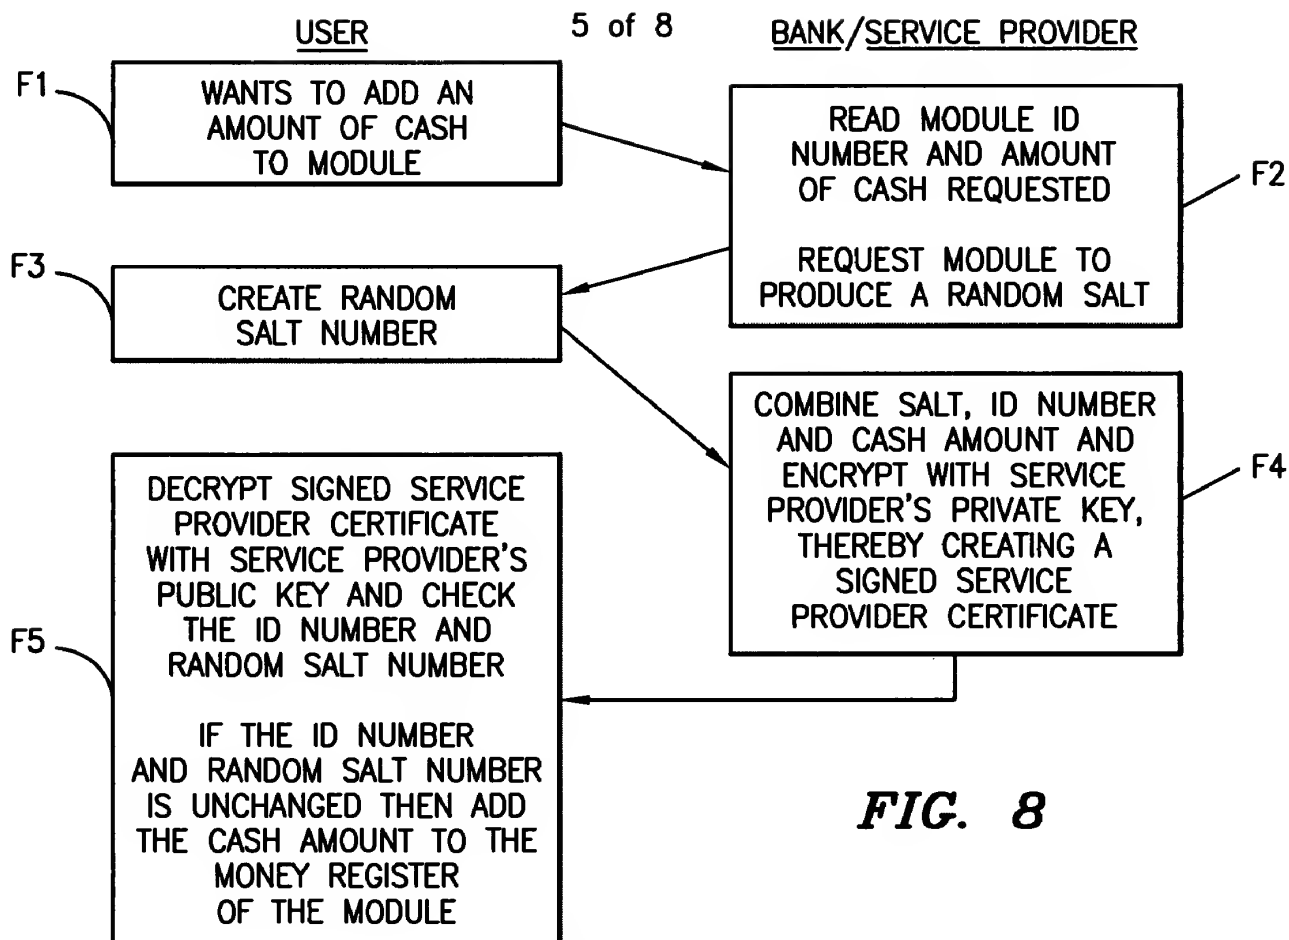 USER
5 of 8
BANK/SERVICE PROVIDER
F1
WANTS TO ADD AN
AMOUNT OF CASH
TO MODULE
READ MODULE ID
NUMBER AND AMOUNT
OF CASH REQUESTED
REQUEST MODULE TO
PRODUCE A RANDOM SALT
F2
F3
CREATE RANDOM
SALT NUMBER
COMBINE SALT, ID NUMBER
AND CASH AMOUNT AND
ENCRYPT WITH SERVICE
PROVIDER'S PRIVATE KEY,
THEREBY CREATING A
SIGNED SERVICE
PROVIDER CERTIFICATE
F4
F5
DECRYPT SIGNED SERVICE
PROVIDER CERTIFICATE
WITH SERVICE PROVIDER'S
PUBLIC KEY AND CHECK
THE ID NUMBER AND
RANDOM SALT NUMBER
IF THE ID NUMBER
AND RANDOM SALT NUMBER
IS UNCHANGED THEN ADD
THE CASH AMOUNT TO THE
MONEY REGISTER
OF THE MODULE
FIG. 8